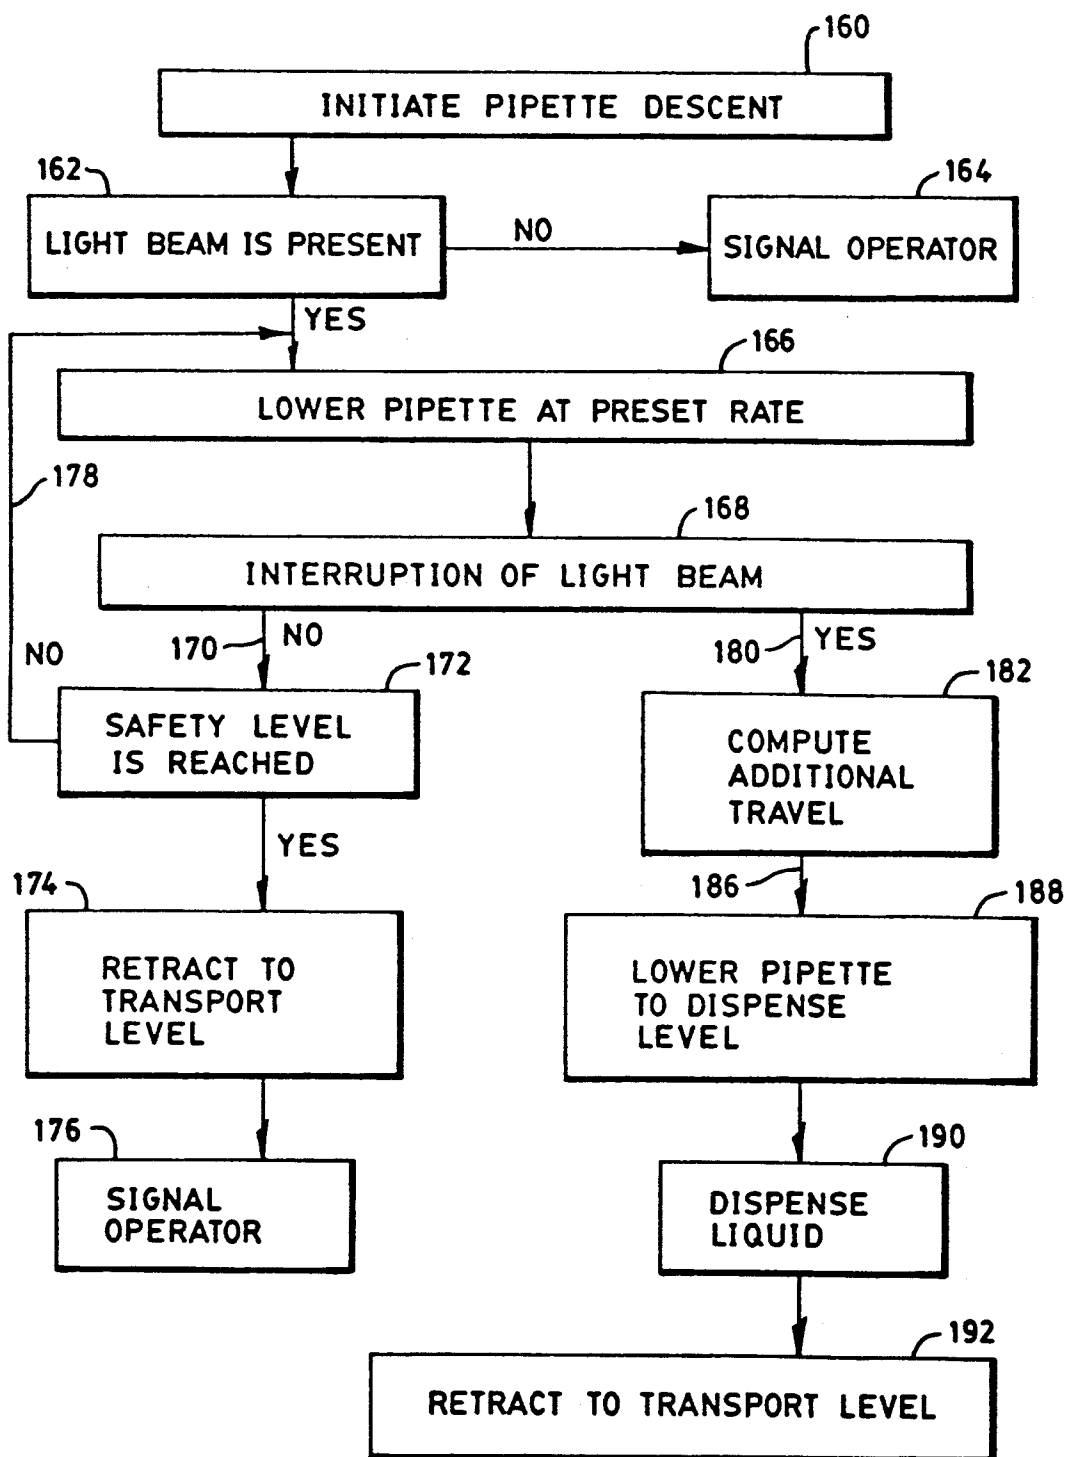 160
INITIATE PIPETTE DESCENT
162
164
LIGHT BEAM IS PRESENT
NO
SIGNAL OPERATOR
YES
166
LOWER PIPETTE AT PRESET RATE
178
168
INTERRUPTION OF LIGHT BEAM
NO
170
NO
172
180
YES
182
SAFETY LEVEL
IS REACHED
COMPUTE
ADDITIONAL
TRAVEL
YES
174
186
188
RETRACT TO
TRANSPORT
LEVEL
LOWER PIPETTE
TO DISPENSE
LEVEL
176
190
SIGNAL
OPERATOR
DISPENSE
LIQUID
192
RETRACT TO TRANSPORT LEVEL